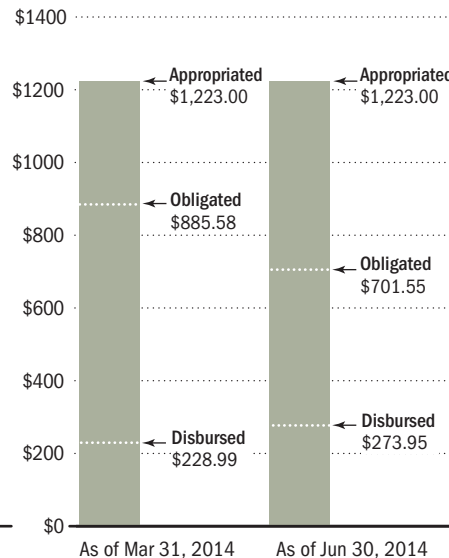 $1400
$1200
$1000
$800
$600
$400
$200
$0
Appropriated
$1,223.00
Obligated
$885.58
Disbursed
$228.99
As of Mar 31, 2014
Appropriated
$1,223.00
Obligated
$701.55
Disbursed
$273.95
As of Jun 30, 2014